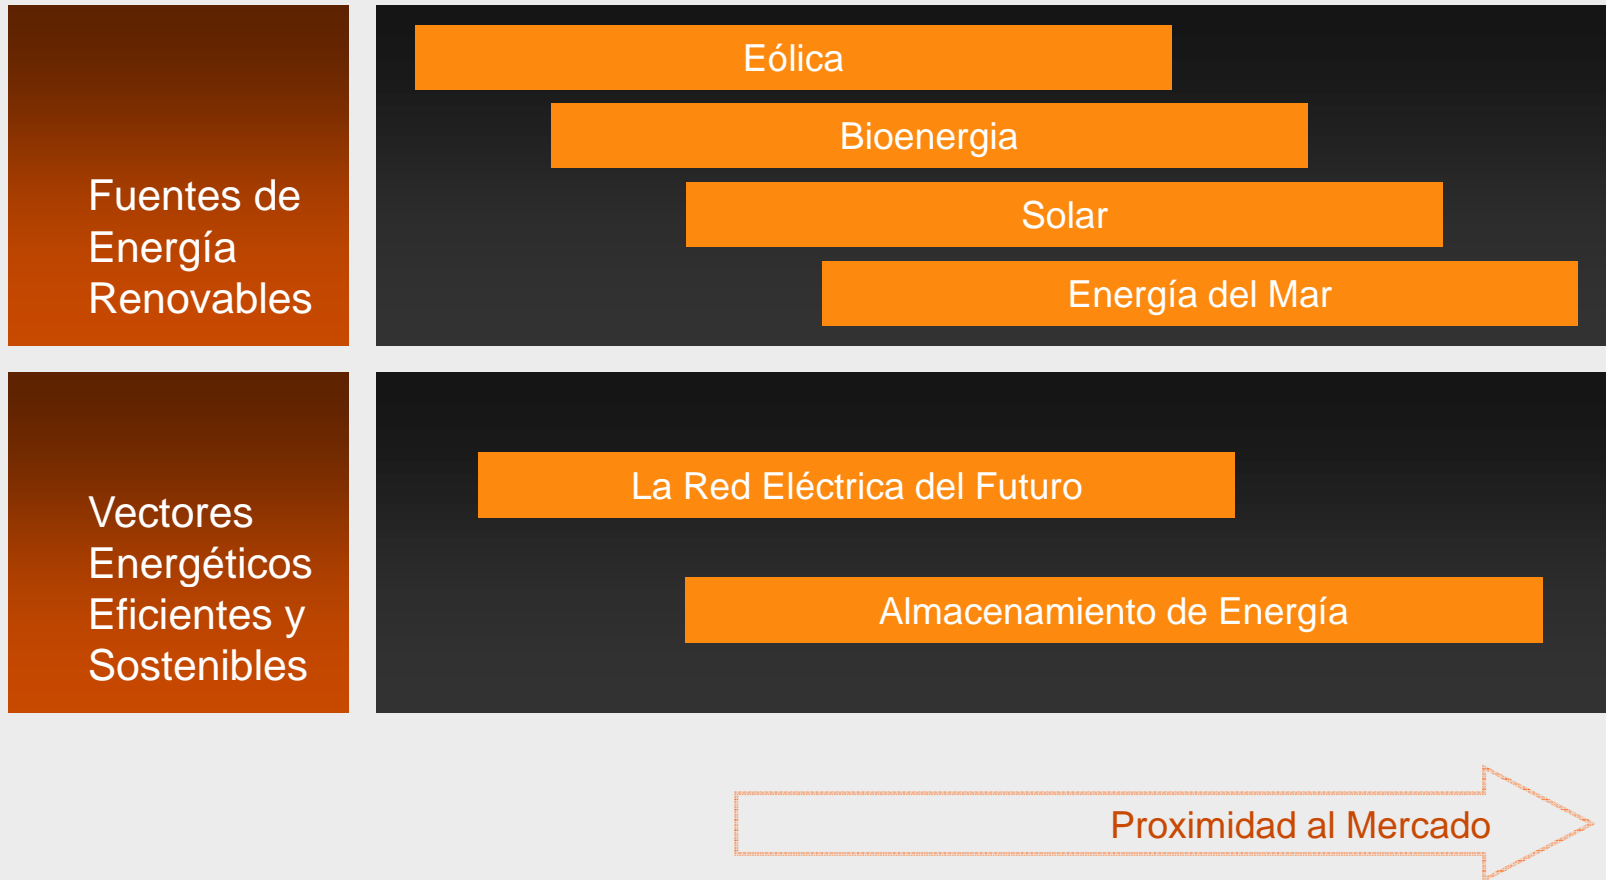 Fuentes de
Energía
Renovables
Eólica
Bioenergia
Solar
Energía del Mar
Vectores
Energéticos
Eficientes y
Sostenibles
La Red Eléctrica del Futuro
Almacenamiento de Energía
Proximidad al Mercado